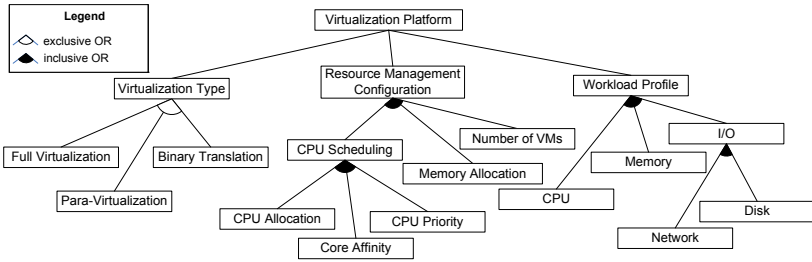 Legend
exclusive OR
inclusive OR
Virtualization Platform
Virtualization Type
Resource Management
Configuration
Workload Profile
Full Virtualization
Para-Virtualization
Binary Translation
CPU Scheduling
Memory Allocation
Number of VMs
CPU Allocation
Core Affinity
CPU Priority
CPU
Memory
I/O
Network
Disk